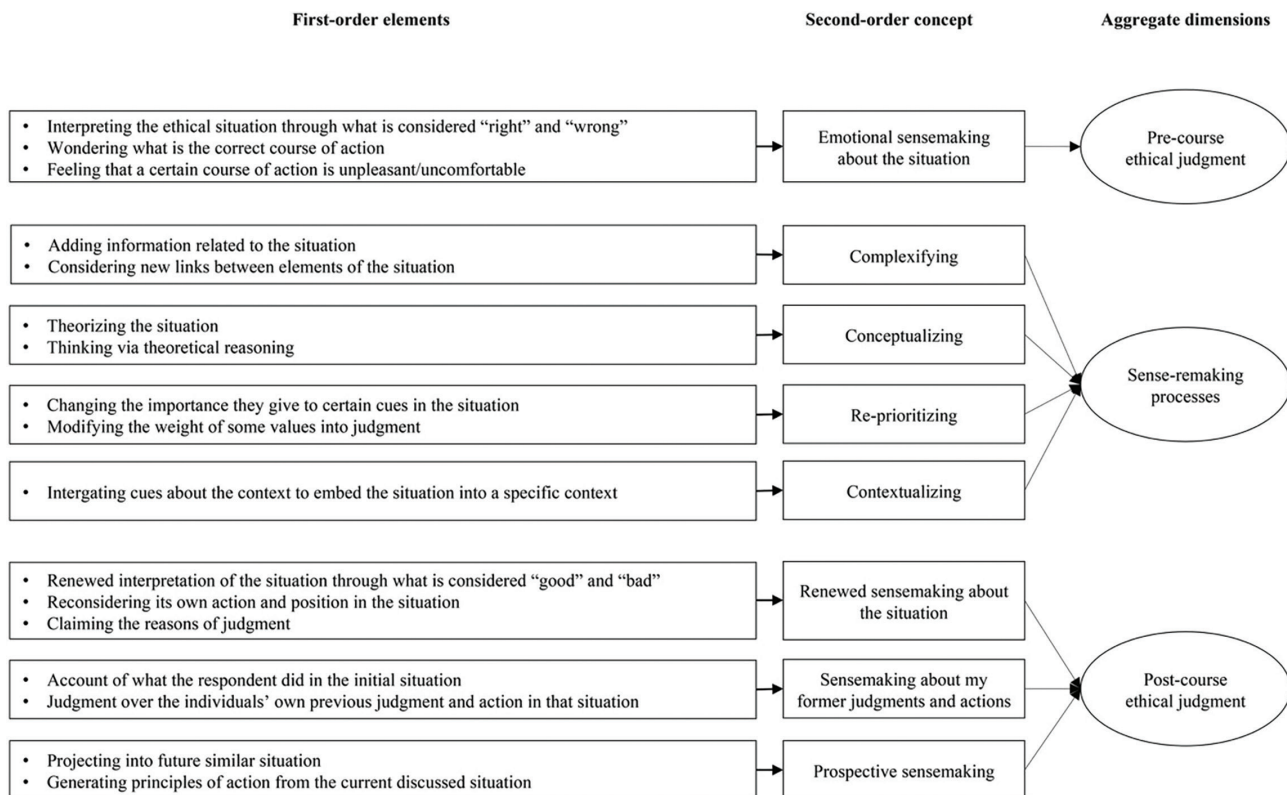 First-order elements
Second-order concept
Aggregate dimensions
• Interpreting the ethical situation through what is considered “right” and “wrong”
• Wondering what is the correct course of action
• Feeling that a certain course of action is unpleasant/uncomfortable
Emotional sensemaking
about the situation
Pre-course
ethical judgment
• Adding information related to the situation
• Considering new links between elements of the situation
Complexifying
• Theorizing the situation
• Thinking via theoretical reasoning
Conceptualizing
• Changing the importance they give to certain cues in the situation
• Modifying the weight of some values into judgment
Re-prioritizing
• Intergating cues about the context to embed the situation into a specific context
Contextualizing
Sense-remaking
processes
• Renewed interpretation of the situation through what is considered “good” and “bad”
• Reconsidering its own action and position in the situation
• Claiming the reasons of judgment
Renewed sensemaking about
the situation
• Account of what the respondent did in the initial situation
• Judgment over the individuals’ own previous judgment and action in that situation
Sensemaking about my
former judgments and actions
• Projecting into future similar situation
• Generating principles of action from the current discussed situation
Prospective sensemaking
Post-course
ethical judgment